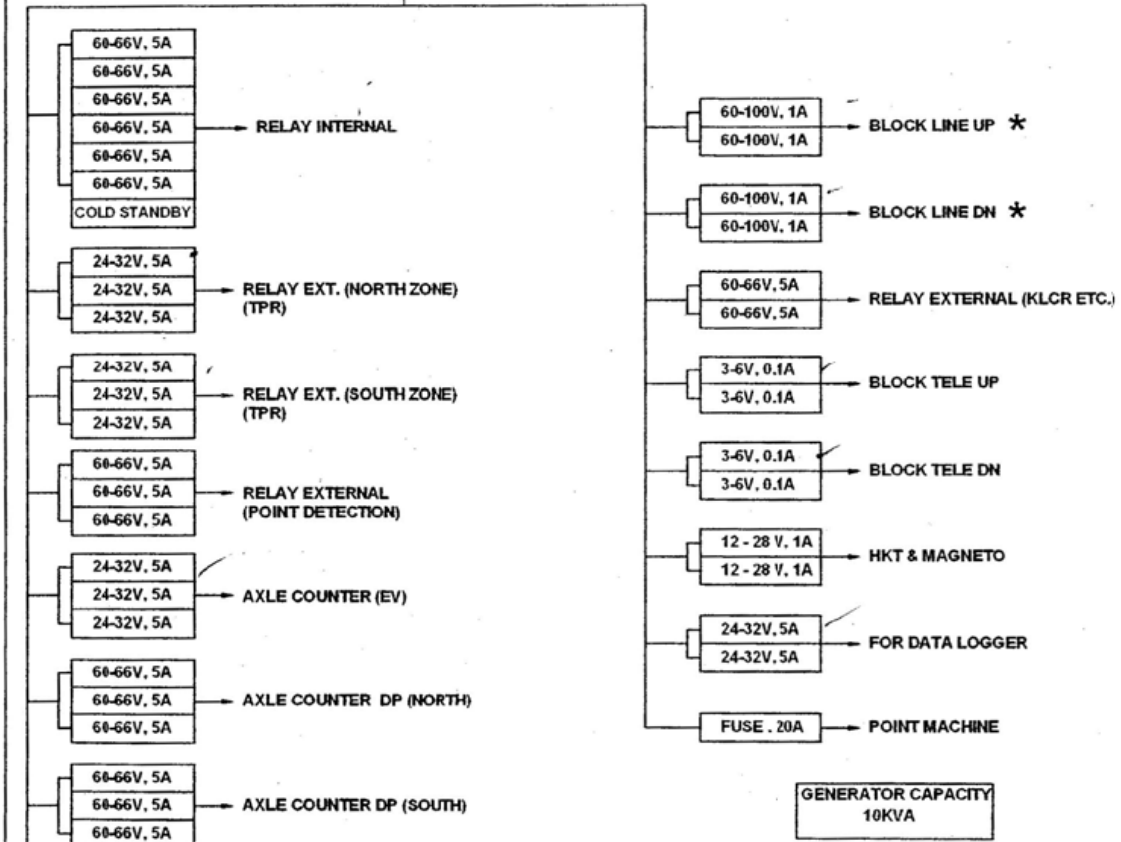 60-66V, 5A
60-66V, 5A
60-66V, 5A
60-66V, 5A
60-66V, 5A
60-66V, 5A
COLD STANDBY
RELAY INTERNAL
24-32V, 5A
24-32V, 5A
24-32V, 5A
RELAY EXT. (NORTH ZONE)
(TPR)
24-32V, 5A
24-32V, 5A
24-32V, 5A
RELAY EXT. (SOUTH ZONE)
(TPR)
60-66V, 5A
60-66V, 5A
60-66V, 5A
RELAY EXTERNAL
(POINT DETECTION)
24-32V, 5A
24-32V, 5A
24-32V, 5A
AXLE COUNTER (EV)
60-66V, 5A
60-66V, 5A
60-66V, 5A
AXLE COUNTER DP (NORTH)
60-66V, 5A
60-66V, 5A
60-66V, 5A
AXLE COUNTER DP (SOUTH)
60-100V, 1A
60-100V, 1A
BLOCK LINE UP *
60-100V, 1A
60-100V, 1A
BLOCK LINE DN *
60-66V, 5A
60-66V, 5A
RELAY EXTERNAL (KLCR ETC.)
3-6V, 0.1A
3-6V, 0.1A
BLOCK TELE UP
3-6V, 0.1A
3-6V, 0.1A
BLOCK TELE DN
12 - 28 V, 1A
12 - 28 V, 1A
HKT & MAGNETO
24-32V, 5A
24-32V, 5A
FOR DATA LOGGER
FUSE . 20A
POINT MACHINE
GENERATOR CAPACITY
10KVA